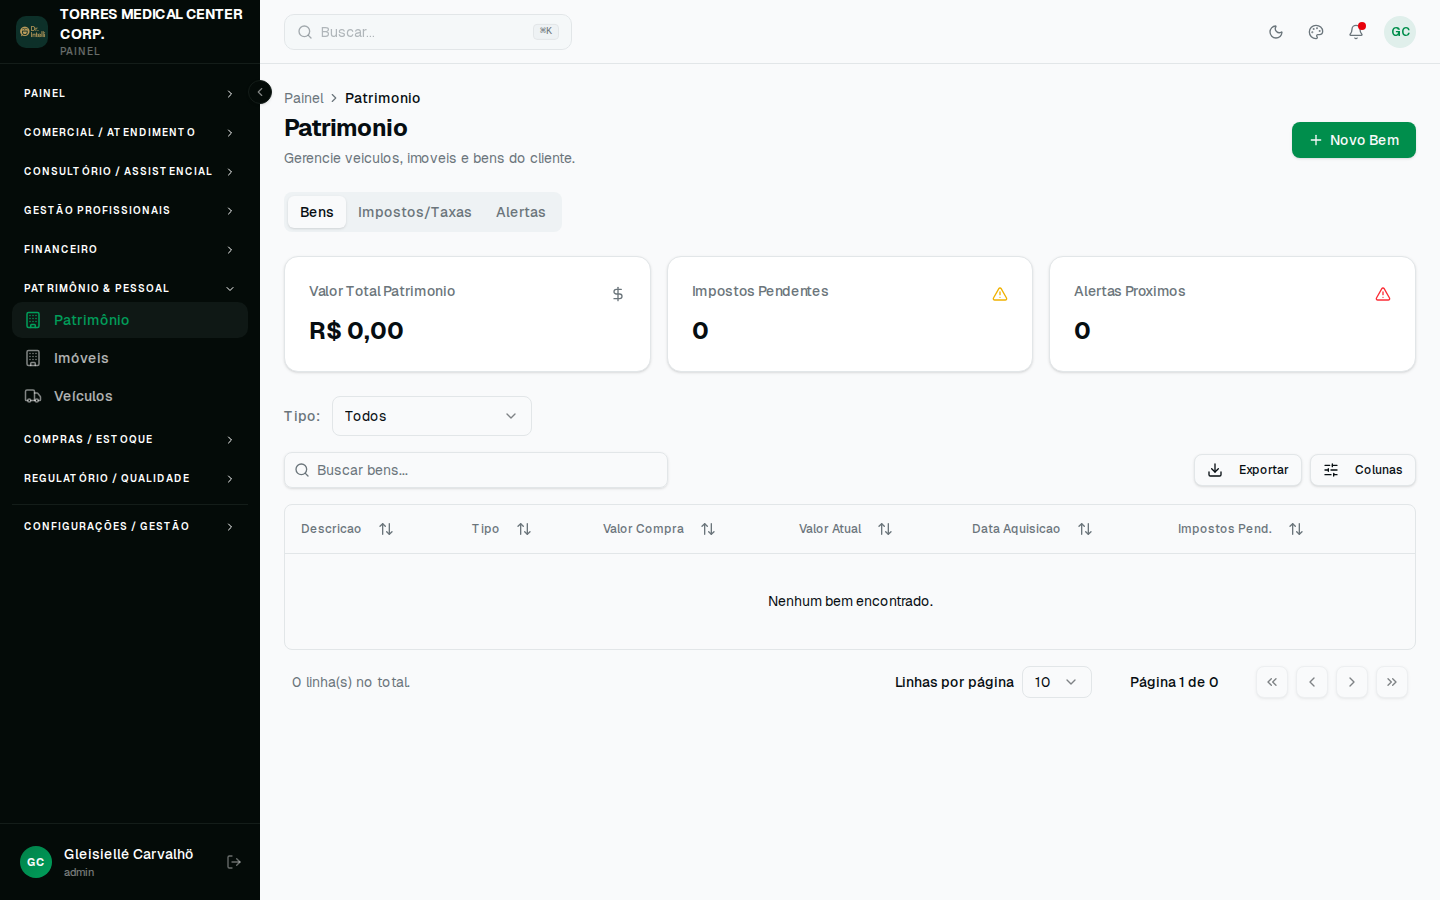 TORRES MEDICAL CENTER
CORP.
PAINEL
PAINEL
COMERCIAL / ATENDIMENTO
CONSULTÓRIO / ASSISTENCIAL
GESTÃO PROFISSIONAIS
FINANCEIRO
PATRIMÔNIO & PESSOAL
Patrimônio
Imóveis
Veículos
COMPRAS / ESTOQUE
REGULATÓRIO / QUALIDADE
CONFIGURAÇÕES / GESTÃO
GC
Gleisiellé Carvalhö
admin
Buscar...
⌘K
GC
Painel > Patrimonio
Patrimonio
Gerencie veiculos, imoveis e bens do cliente.
+ Novo Bem
Bens Impostos/Taxas Alertas
Valor Total Patrimonio
R$ 0,00
Impostos Pendentes
0
Alertas Proximos
0
Tipo: Todos
Buscar bens...
Exportar Colunas
Descricao Tipo Valor Compra Valor Atual Data Aquisicao Impostos Pend.
Nenhum bem encontrado.
0 linha(s) no total.
Linhas por página 10
Página 1 de 0